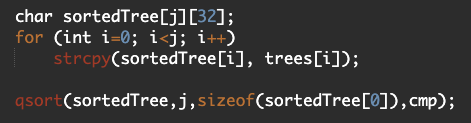 char sortedTree[j][32];
for (int i=0; i<j; i++)
    strcpy(sortedTree[i], trees[i]);

qsort(sortedTree,j,sizeof(sortedTree[0]),cmp);